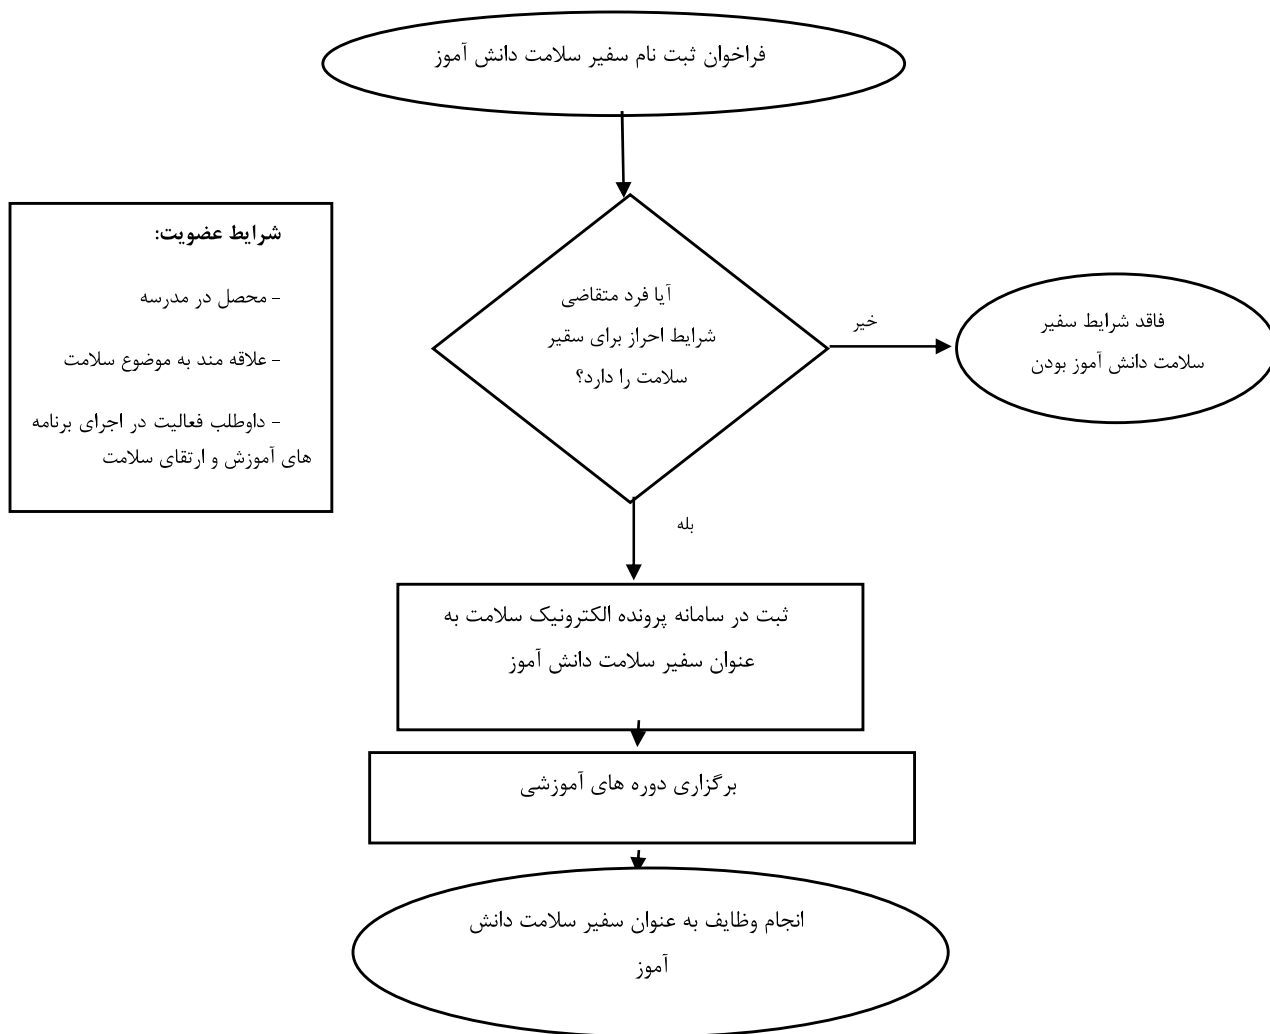 فراخوان ثبت نام سفیر سلامت دانش آموز
شرایط عضویت:
- محصل در مدرسه
- علاقه مند به موضوع سلامت
- داوطلب فعالیت در اجرای برنامه
های آموزش و ارتقای سلامت
آیا فرد متقاضی
شرایط احراز برای سقیر
سلامت را دارد؟
خیر
فاقد شرایط سفیر
سلامت دانش آموز بودن
بله
ثبت در سامانه پرونده الکترونیک سلامت به
عنوان سفیر سلامت دانش آموز
برگزاری دوره های آموزشی
انجام وظایف به عنوان سفیر سلامت دانش
آموز